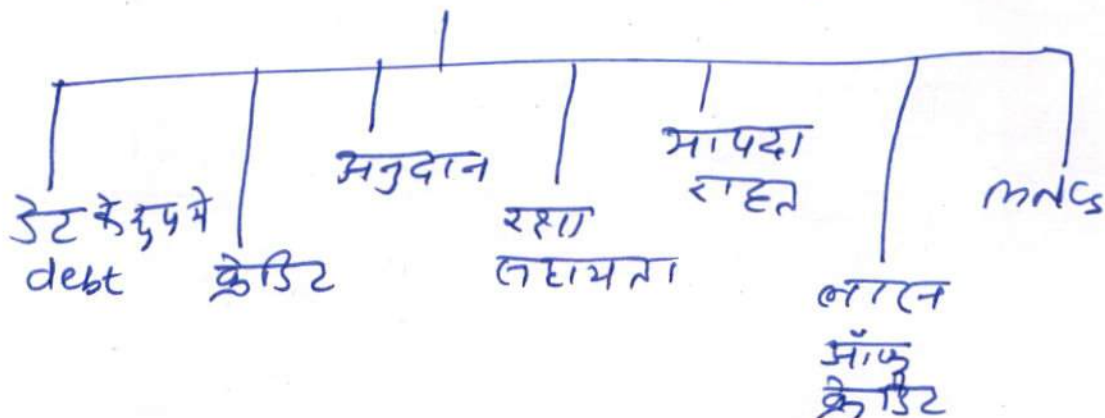 डेट के रुप मे
debt
क्रेडिट
अनुदान
रक्षा
सहायता
आपदा
राहत
लाइन
ऑफ
क्रेडिट
MNCs